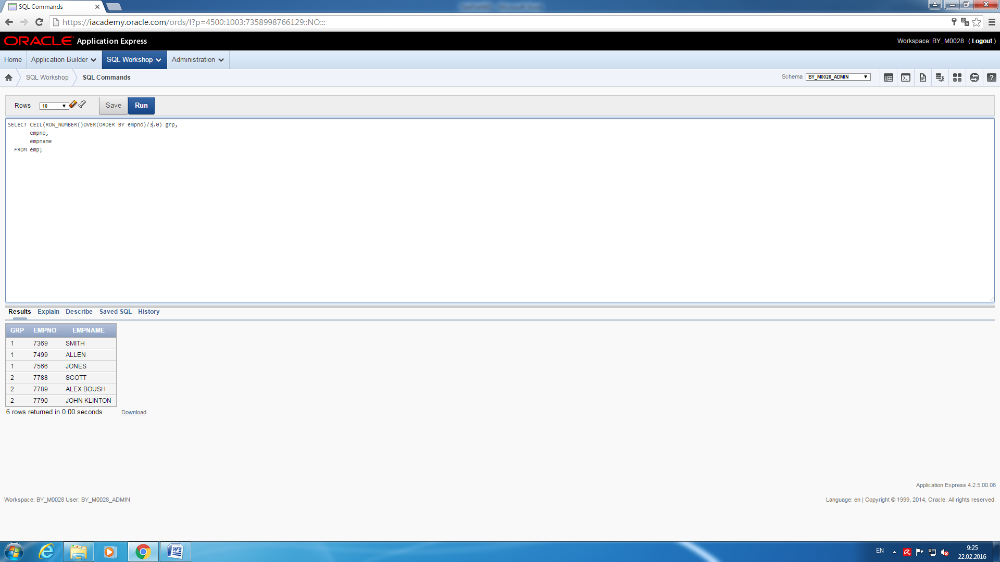 SQL Commands
https://iacademy.oracle.com/ords/f?p=4500:1003:7358998766129::NO:::
ORACLE Application Express
Workspace: BY_M0028 ( Logout )
Home Application Builder SQL Workshop Administration
SQL Workshop SQL Commands
Schema BY_M0028_ADMIN
Rows 10 Save Run
SELECT CEIL(ROW_NUMBER()OVER(ORDER BY empno)/3.0) grp,
empno,
empname
FROM emp;
Results Explain Describe Saved SQL History
GRP EMPNO EMPNAME
1 7369 SMITH
1 7499 ALLEN
1 7566 JONES
2 7788 SCOTT
2 7789 ALEX BOUSH
2 7790 JOHN KLINTON
6 rows returned in 0.00 seconds Download
Application Express 4.2.5.00.08
Workspace: BY_M0028 User: BY_M0028_ADMIN
Language: en | Copyright © 1999, 2014, Oracle. All rights reserved.
EN
9:25
22.02.2016